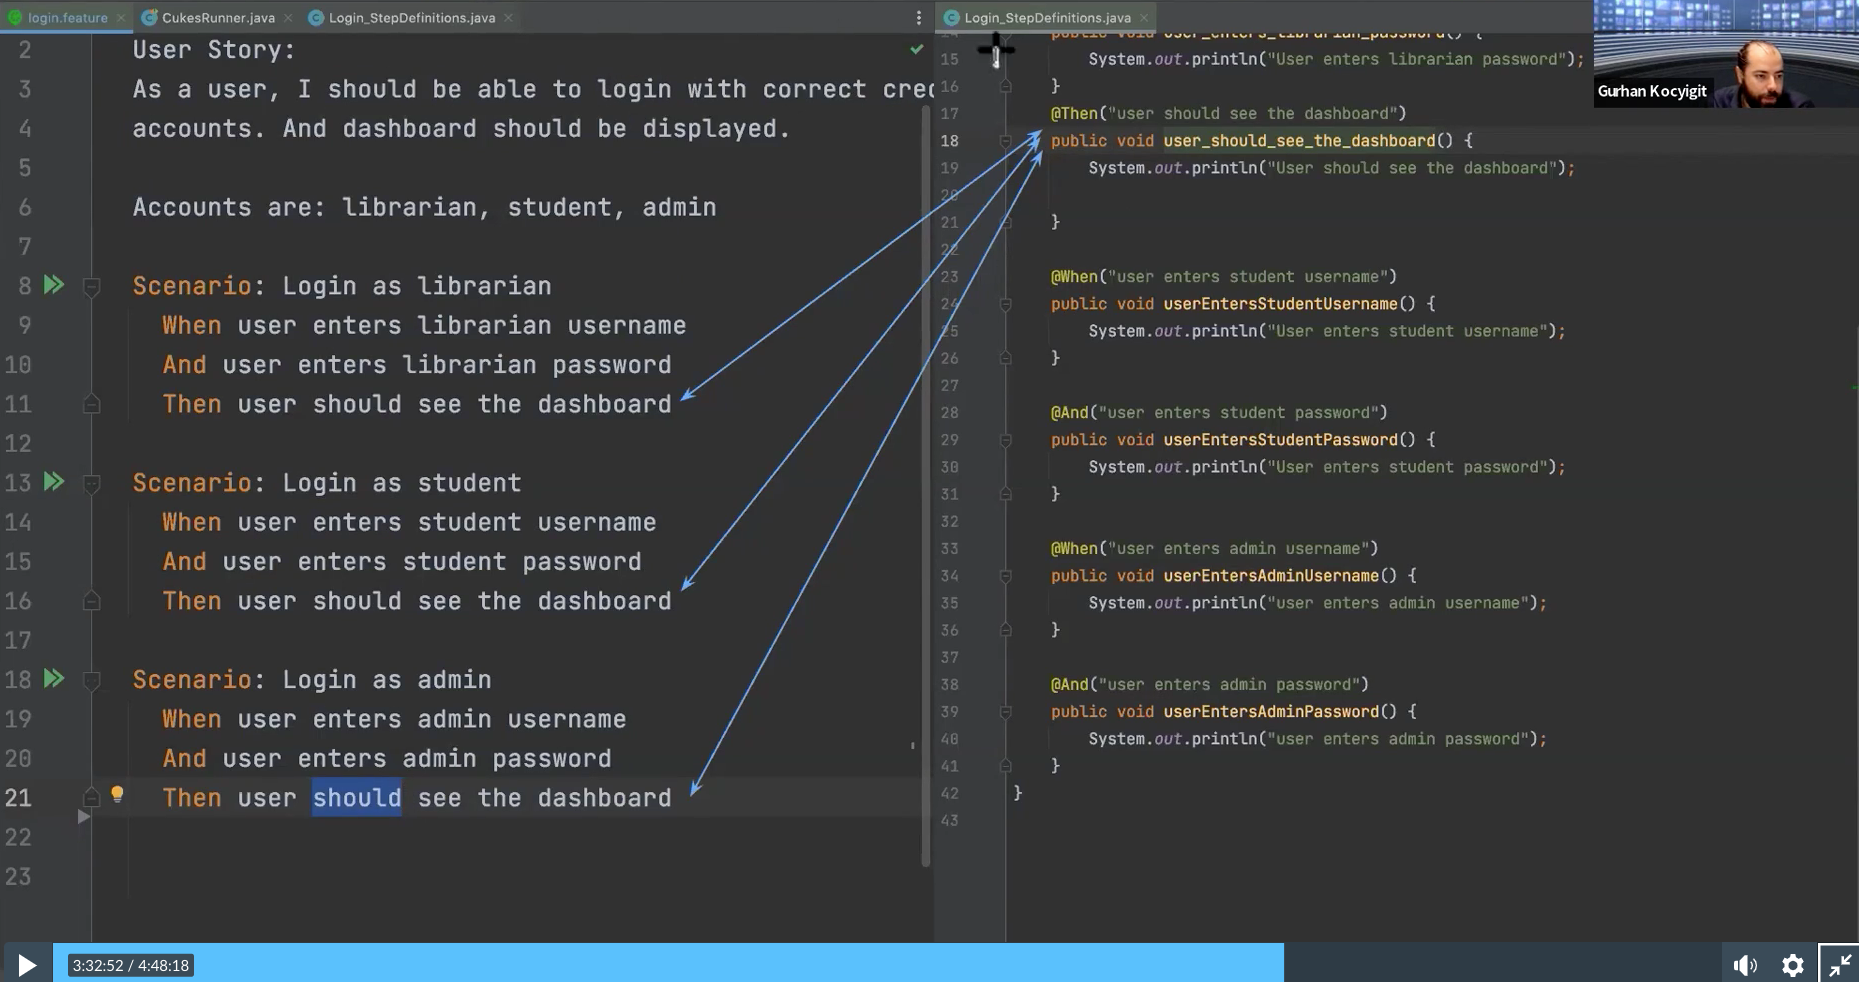 login.feature
CukesRunner.java
Login_StepDefinitions.java
2 User Story:
3 As a user, I should be able to login with correct cre
4 accounts. And dashboard should be displayed.
5
6 Accounts are: librarian, student, admin
7
8 Scenario: Login as librarian
9 When user enters librarian username
10 And user enters librarian password
11 Then user should see the dashboard
12
13 Scenario: Login as student
14 When user enters student username
15 And user enters student password
16 Then user should see the dashboard
17
18 Scenario: Login as admin
19 When user enters admin username
20 And user enters admin password
21 Then user should see the dashboard
22
23
Login_StepDefinitions.java
14 public void user_enters_librarian_password() {
15 System.out.println("User enters librarian password");
16 }
17 @Then("user should see the dashboard")
18 public void user_should_see_the_dashboard() {
19 System.out.println("User should see the dashboard");
20
21 }
22
23 @When("user enters student username")
24 public void userEntersStudentUsername() {
25 System.out.println("User enters student username");
26 }
27
28 @And("user enters student password")
29 public void userEntersStudentPassword() {
30 System.out.println("User enters student password");
31 }
32
33 @When("user enters admin username")
34 public void userEntersAdminUsername() {
35 System.out.println("user enters admin username");
36 }
37
38 @And("user enters admin password")
39 public void userEntersAdminPassword() {
40 System.out.println("user enters admin password");
41 }
42 }
43
Gurhan Kocyigit
3:32:52 / 4:48:18